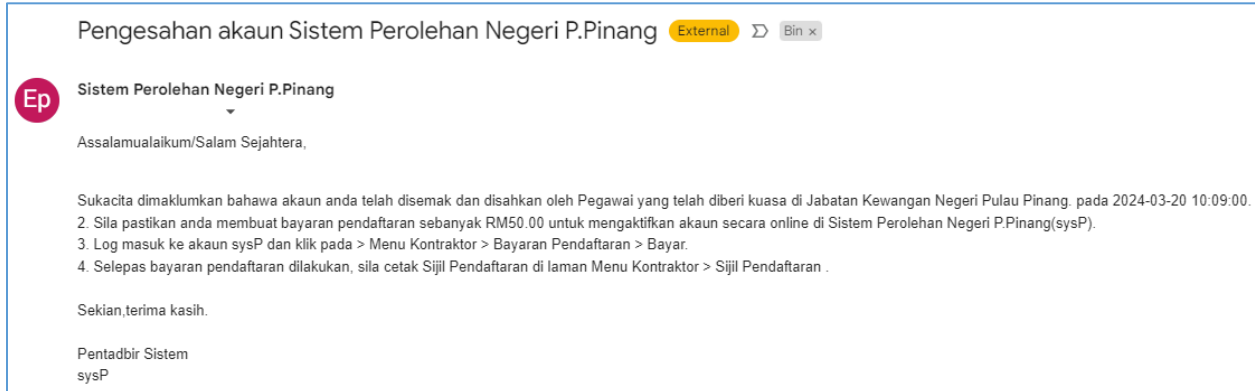 Pengesahan akaun Sistem Perolehan Negeri P.Pinang External Bin ×
Ep
Sistem Perolehan Negeri P.Pinang
Assalamualaikum/Salam Sejahtera,
Sukacita dimaklumkan bahawa akaun anda telah disemak dan disahkan oleh Pegawai yang telah diberi kuasa di Jabatan Kewangan Negeri Pulau Pinang. pada 2024-03-20 10:09:00.
2. Sila pastikan anda membuat bayaran pendaftaran sebanyak RM50.00 untuk mengaktifkan akaun secara online di Sistem Perolehan Negeri P.Pinang(sysP).
3. Log masuk ke akaun sysP dan klik pada > Menu Kontraktor > Bayaran Pendaftaran > Bayar.
4. Selepas bayaran pendaftaran dilakukan, sila cetak Sijil Pendaftaran di laman Menu Kontraktor > Sijil Pendaftaran .
Sekian,terima kasih.
Pentadbir Sistem
sysP